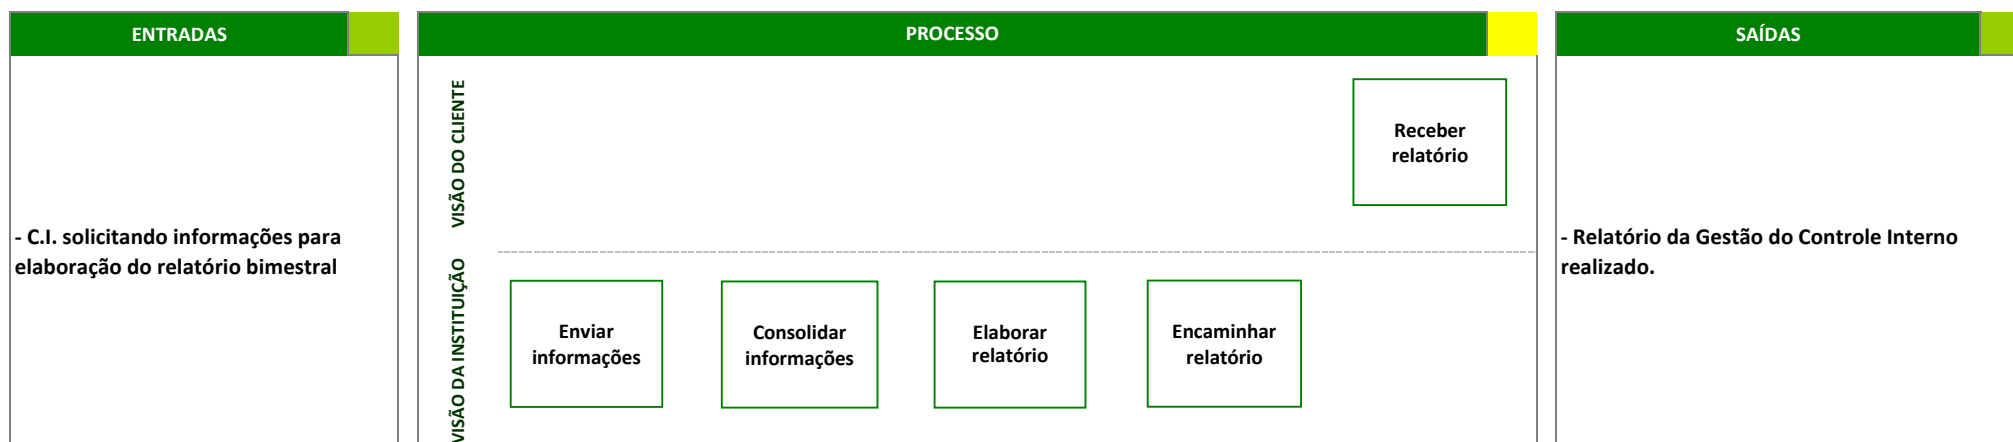 ENTRADAS
- C.I. solicitando informações para
elaboração do relatório bimestral
PROCESSO
VISÃO DO CLIENTE
Receber
relatório
VISÃO DA INSTITUIÇÃO
Enviar
informações
Consolidar
informações
Elaborar
relatório
Encaminhar
relatório
SAÍDAS
- Relatório da Gestão do Controle Interno
realizado.